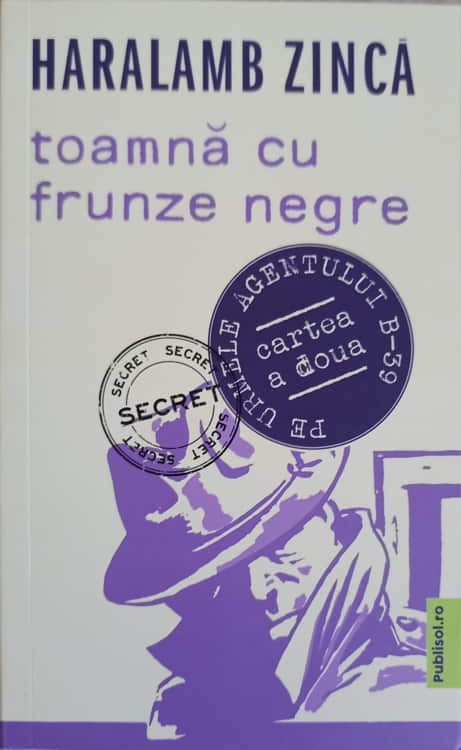 HARALAMB ZINCĂ
toamnă cu
frunze negre
PE URMELE AGENTULUI B-39
cartea
a doua
SECRET SECRET
SECRET
SECRET SECRET
Publisol.ro